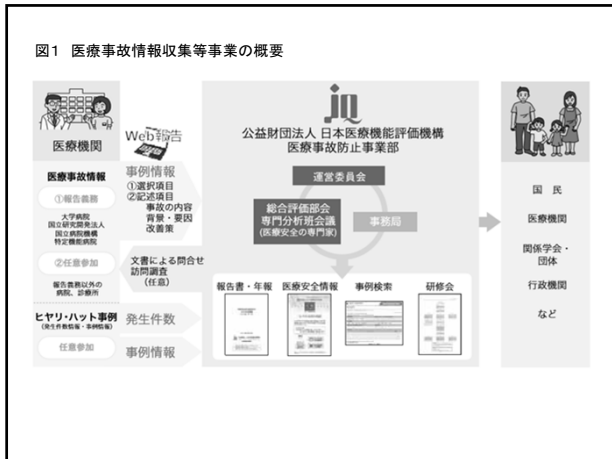 図1　医療事故情報収集等事業の概要
医療機関
医療事故情報
①報告義務
大学病院
国立研究開発法人
国立病院機構
特定機能病院
②任意参加
報告義務以外の
病院、診療所
ヒヤリ・ハット事例
(発生件数情報・事例情報)
任意参加
Web報告
事例情報
①選択項目
②記述項目
事故の内容
背景・要因
改善策
文書による問合せ
訪問調査
(任意)
発生件数
事例情報
jq
公益財団法人 日本医療機能評価機構
医療事故防止事業部
運営委員会
総合評価部会
専門分析班会議
(医療安全の専門家)
事務局
報告書・年報
医療安全情報
事例検索
研修会
国 民
医療機関
関係学会・
団体
行政機関
など